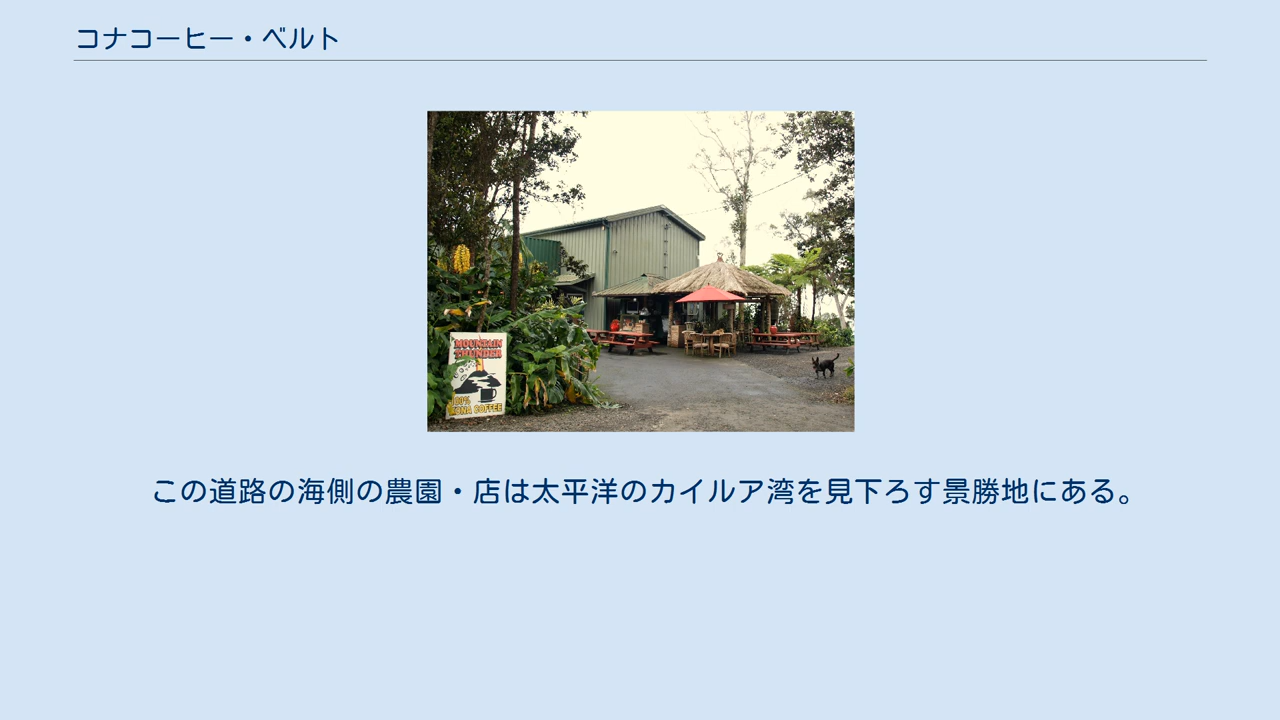 コナコーヒー・ベルト
MOUNTAIN
THUNDER
100%
KONA COFFEE
この道路の海側の農園・店は太平洋のカイルア湾を見下ろす景勝地にある。